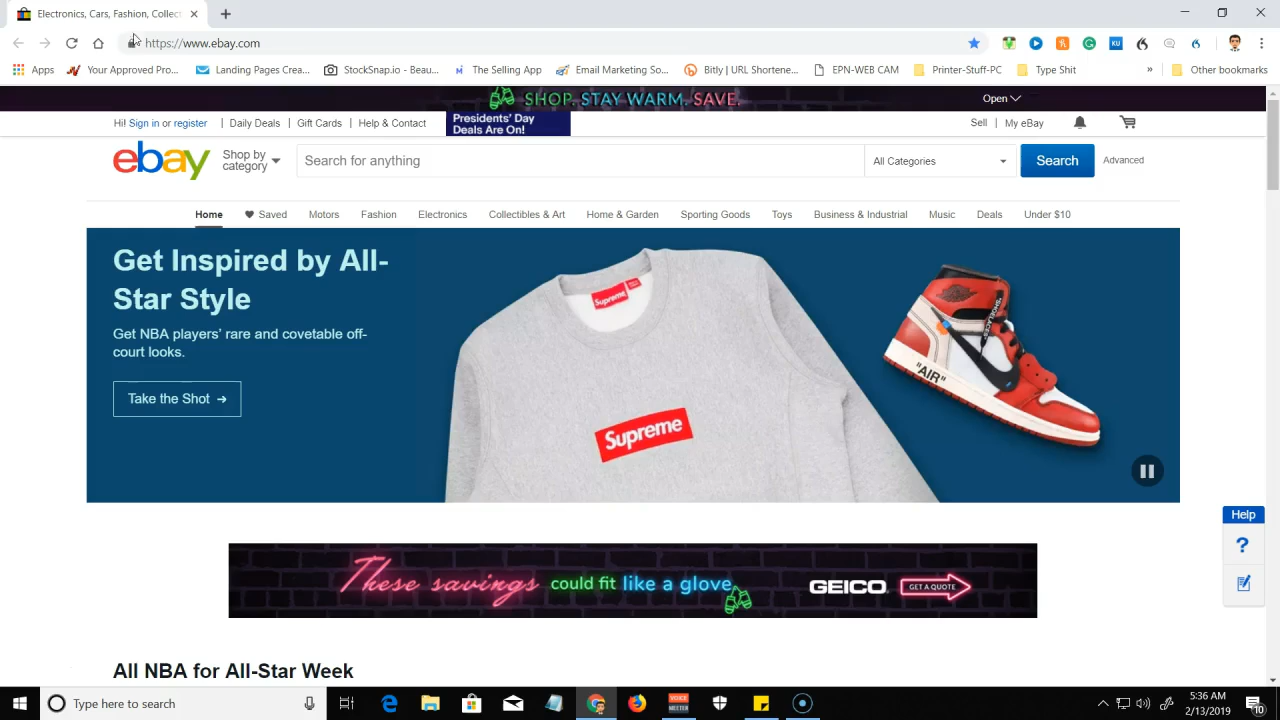 Electronics, Cars, Fashion, Collect
https://www.ebay.com
Apps
Your Approved Pro...
Landing Pages Crea...
StockSnap.io - Beau...
The Selling App
Email Marketing So...
Bitly | URL Shortene...
EPN-WEB CAM
Printer-Stuff-PC
Type Shit
»
Other bookmarks
KU
SHOP. STAY WARM. SAVE.
Open
Hi! Sign in or register
Daily Deals
Gift Cards
Help & Contact
Presidents' Day
Deals Are On!
Sell
My eBay
ebay
Shop by
category
Search for anything
All Categories
Search
Advanced
Home
Saved
Motors
Fashion
Electronics
Collectibles & Art
Home & Garden
Sporting Goods
Toys
Business & Industrial
Music
Deals
Under $10
Get Inspired by All-
Star Style
Get NBA players' rare and covetable off-
court looks.
Take the Shot →
Supreme
Supreme
"SHOELACES"
"AIR"
Help
?
These savings could fit like a glove.
GEICO
GET A QUOTE
All NBA for All-Star Week
Type here to search
VOICE
MEETER
5:36 AM
2/13/2019
10